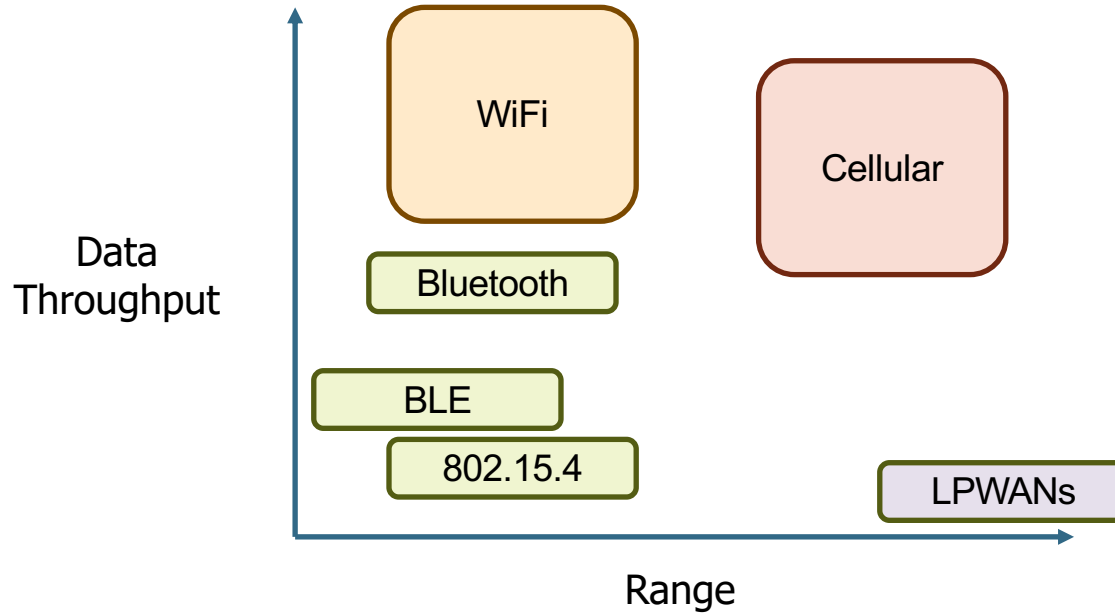 WiFi
Cellular
Data
Throughput
Bluetooth
BLE
802.15.4
LPWANs
Range